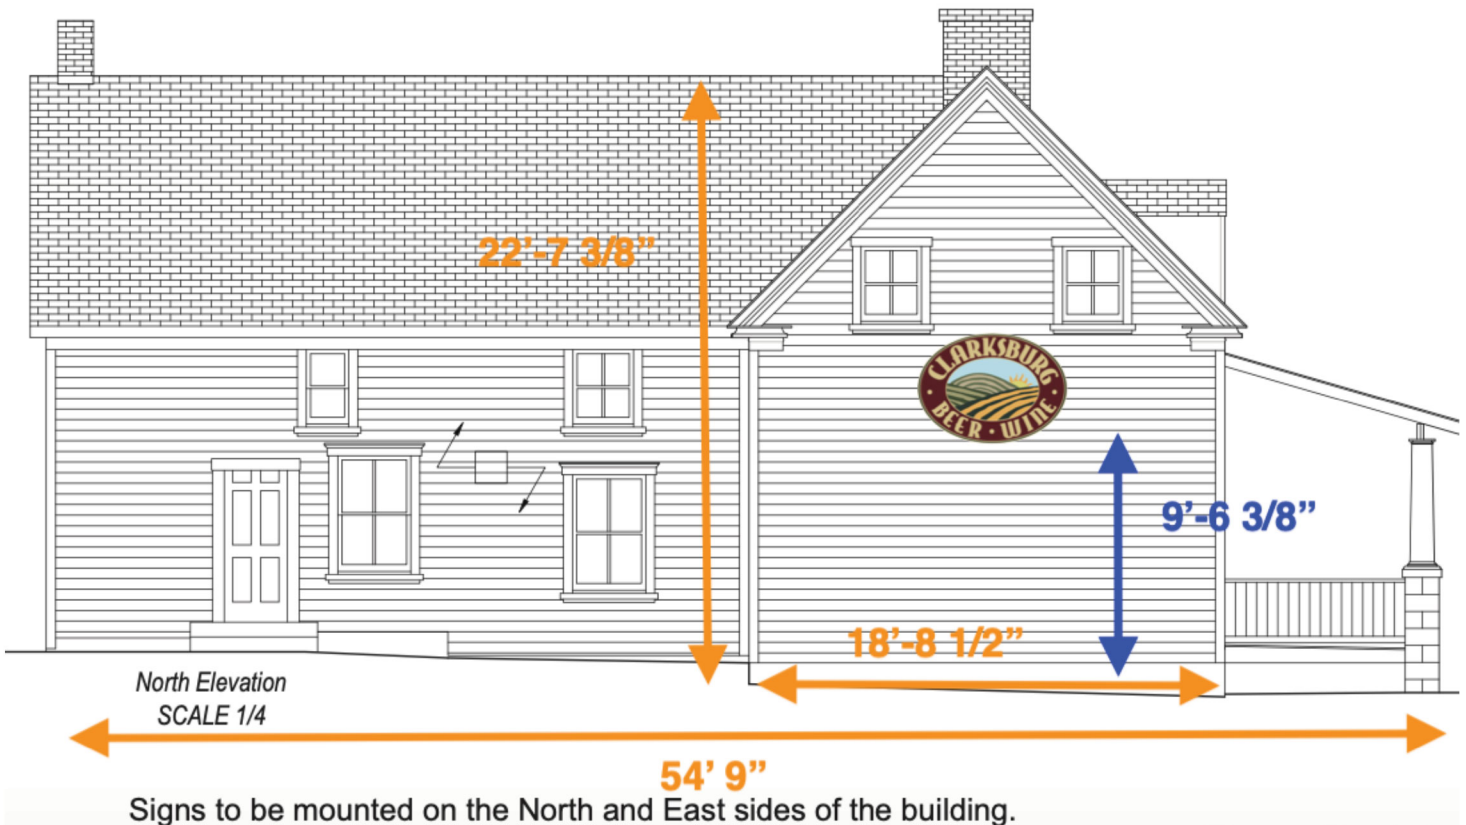 22'-7 3/8”
CLARKSBURG
BEER • WINE
9’-6 3/8”
18’-8 1/2”
North Elevation
SCALE 1/4
54’ 9”
Signs to be mounted on the North and East sides of the building.